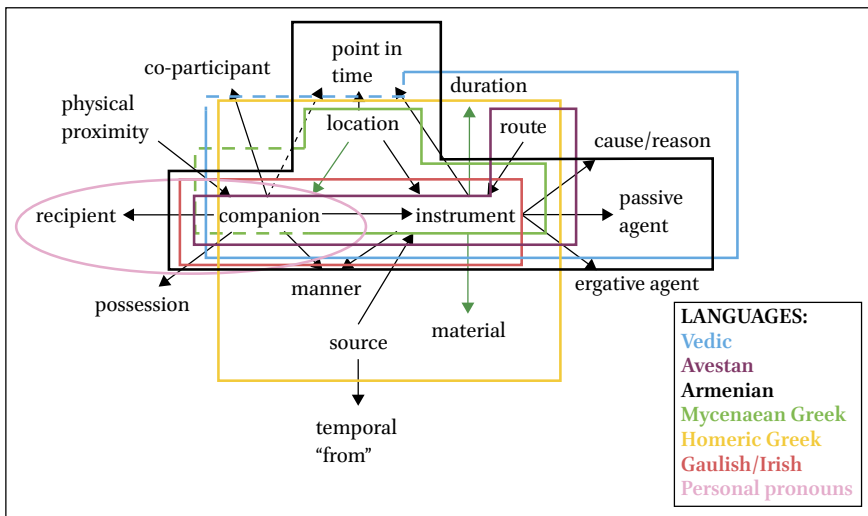 co-participant
point in
time
duration
physical
proximity
location
route
cause/reason
recipient
companion
instrument
passive
agent
possession
manner
ergative agent
source
material
temporal
“from”
LANGUAGES:
Vedic
Avestan
Armenian
Mycenaean Greek
Homeric Greek
Gaulish/Irish
Personal pronouns